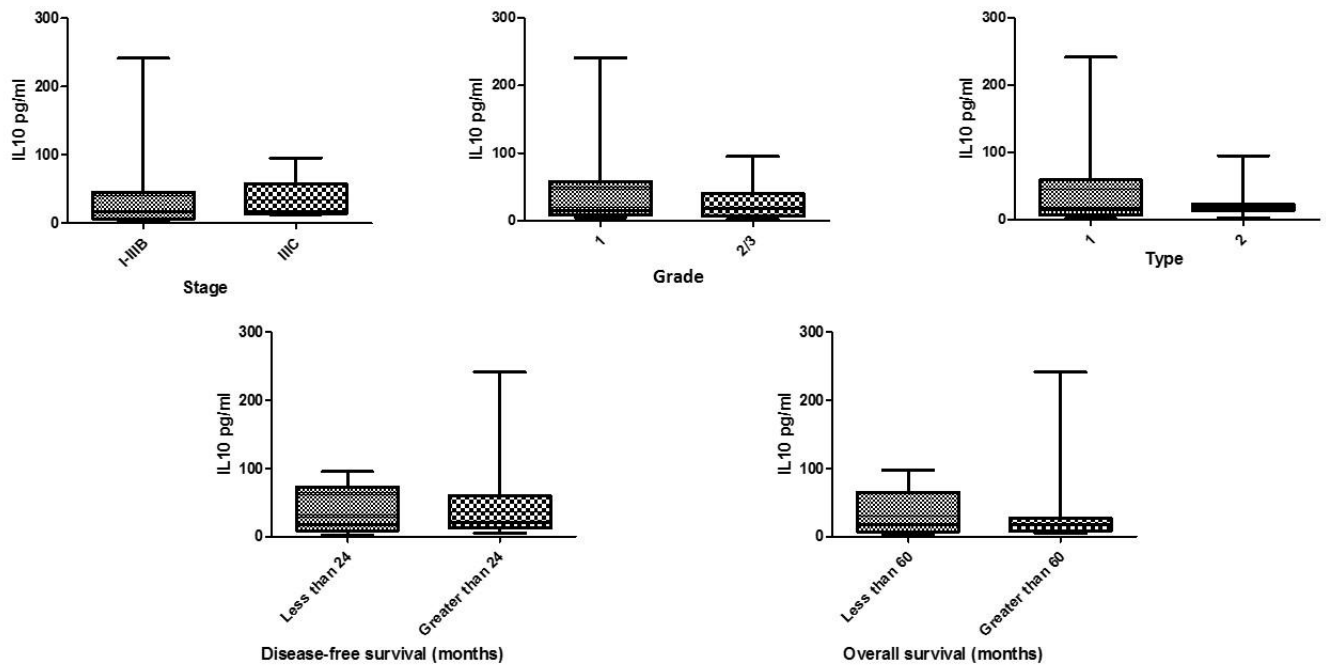 300
200
100
0
IL10 pg/ml
I-IIIB
IIIC
Stage
300
200
100
0
IL10 pg/ml
1
2/3
Grade
300
200
100
0
IL10 pg/ml
1
2
Type
300
200
100
0
IL10 pg/ml
Less than 24
Greater than 24
Disease-free survival (months)
300
200
100
0
IL10 pg/ml
Less than 60
Greater than 60
Overall survival (months)